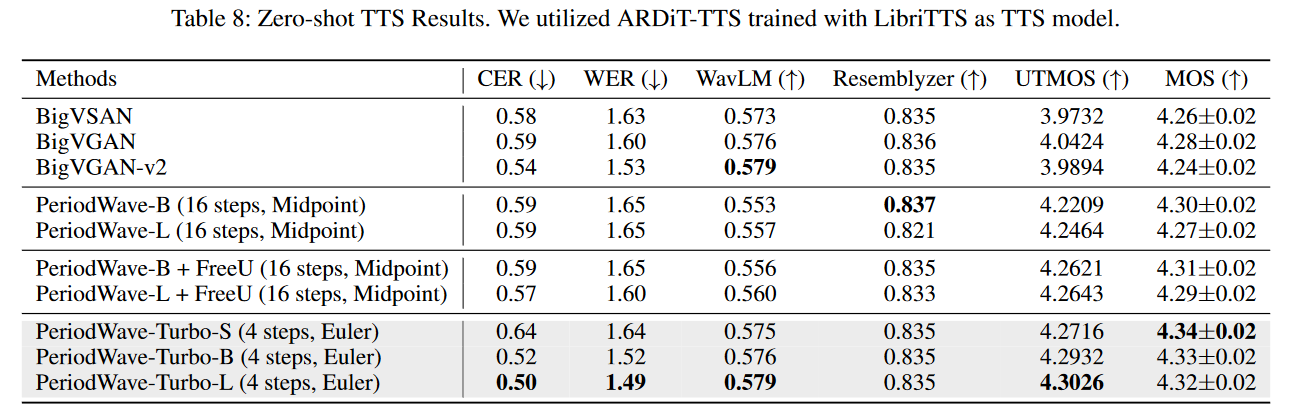 Table 8: Zero-shot TTS Results. We utilized ARDiT-TTS trained with LibriTTS as TTS model.
Methods CER (↓) WER (↓) WavLM (↑) Resemblyzer (↑) UTMOS (↑) MOS (↑)
BigVSAN 0.58 1.63 0.573 0.835 3.9732 4.26±0.02
BigVGAN 0.59 1.60 0.576 0.836 4.0424 4.28±0.02
BigVGAN-v2 0.54 1.53 0.579 0.835 3.9894 4.24±0.02
PeriodWave-B (16 steps, Midpoint) 0.59 1.65 0.553 0.837 4.2209 4.30±0.02
PeriodWave-L (16 steps, Midpoint) 0.59 1.65 0.557 0.821 4.2464 4.27±0.02
PeriodWave-B + FreeU (16 steps, Midpoint) 0.59 1.65 0.556 0.835 4.2621 4.31±0.02
PeriodWave-L + FreeU (16 steps, Midpoint) 0.57 1.60 0.560 0.833 4.2643 4.29±0.02
PeriodWave-Turbo-S (4 steps, Euler) 0.64 1.64 0.575 0.835 4.2716 4.34±0.02
PeriodWave-Turbo-B (4 steps, Euler) 0.52 1.52 0.576 0.835 4.2932 4.33±0.02
PeriodWave-Turbo-L (4 steps, Euler) 0.50 1.49 0.579 0.835 4.3026 4.32±0.02